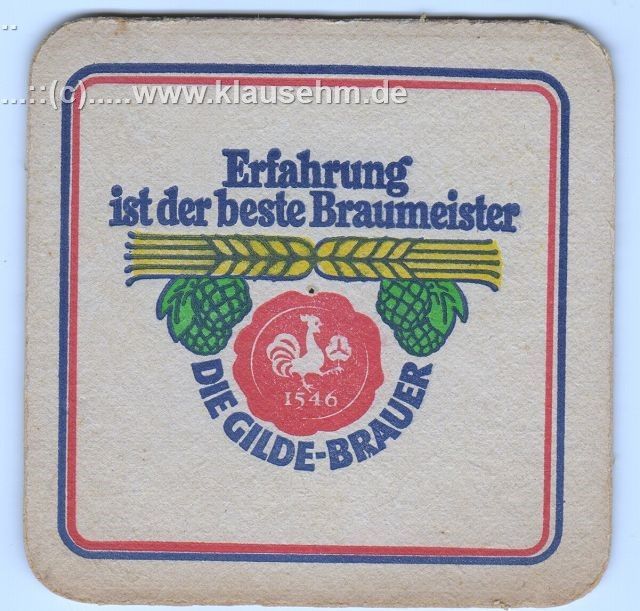 ...::(c).....www.klausehm.de
Erfahrung
ist der beste Braumeister
1546
DIE GILDE-BRAUER